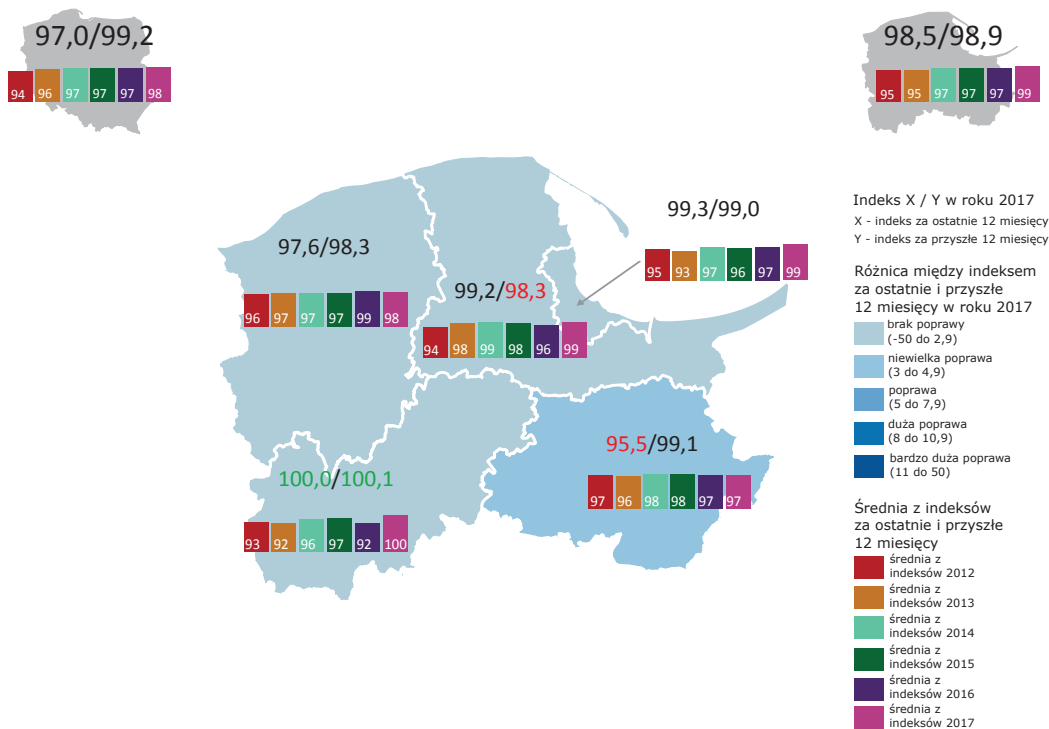 97,0/99,2
94 96 97 97 97 98
98,5/98,9
95 95 97 97 97 99
99,3/99,0
95 93 97 96 97 99
97,6/98,3
96 97 97 97 99 98
99,2/98,3
94 98 99 98 96 99
95,5/99,1
97 96 98 98 97 97
100,0/100,1
93 92 96 97 92 100
Indeks X / Y w roku 2017
X - indeks za ostatnie 12 miesięcy
Y - indeks za przyszłe 12 miesięcy
Różnica między indeksem
za ostatnie i przyszłe
12 miesięcy w roku 2017
brak poprawy
(-50 do 2,9)
niewielka poprawa
(3 do 4,9)
poprawa
(5 do 7,9)
duża poprawa
(8 do 10,9)
bardzo duża poprawa
(11 do 50)
Średnia z indeksów
za ostatnie i przyszłe
12 miesięcy
średnia z
indeksów 2012
średnia z
indeksów 2013
średnia z
indeksów 2014
średnia z
indeksów 2015
średnia z
indeksów 2016
średnia z
indeksów 2017